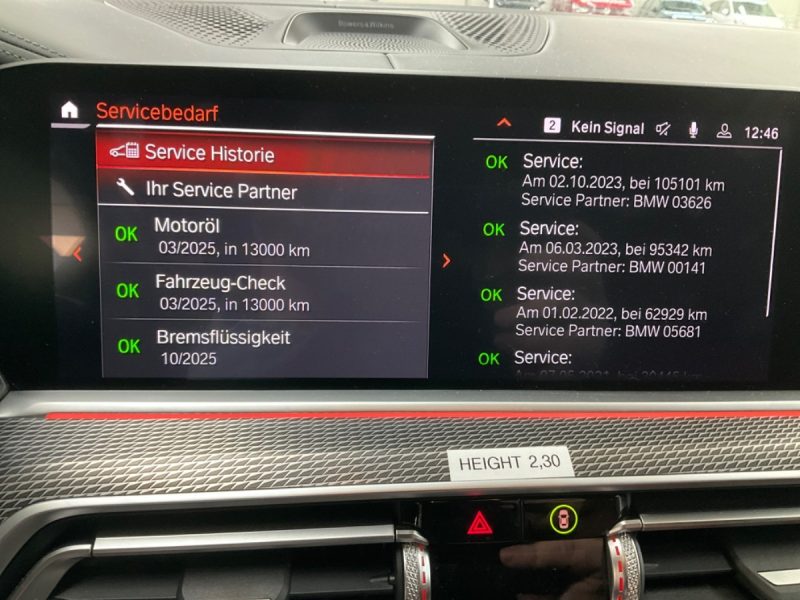 Bowers & Wilkins
Servicebedarf
2 Kein Signal 12:46
Service Historie
Ihr Service Partner
OK Motoröl
03/2025, in 13000 km
OK Fahrzeug-Check
03/2025, in 13000 km
OK Bremsflüssigkeit
10/2025
OK Service:
Am 02.10.2023, bei 105101 km
Service Partner: BMW 03626
OK Service:
Am 06.03.2023, bei 95342 km
Service Partner: BMW 00141
OK Service:
Am 01.02.2022, bei 62929 km
Service Partner: BMW 05681
OK Service:
HEIGHT 2,30